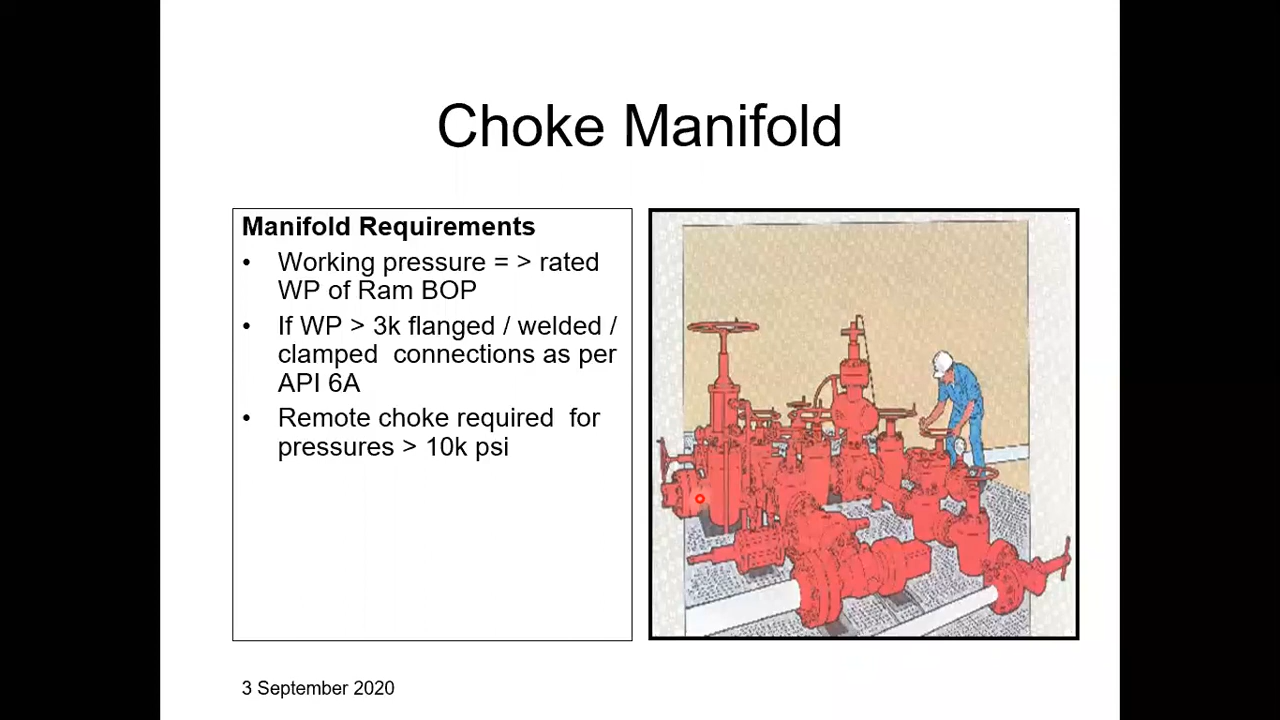 Choke Manifold
Manifold Requirements
• Working pressure = > rated
WP of Ram BOP
• If WP > 3k flanged / welded /
clamped connections as per
API 6A
• Remote choke required for
pressures > 10k psi
3 September 2020